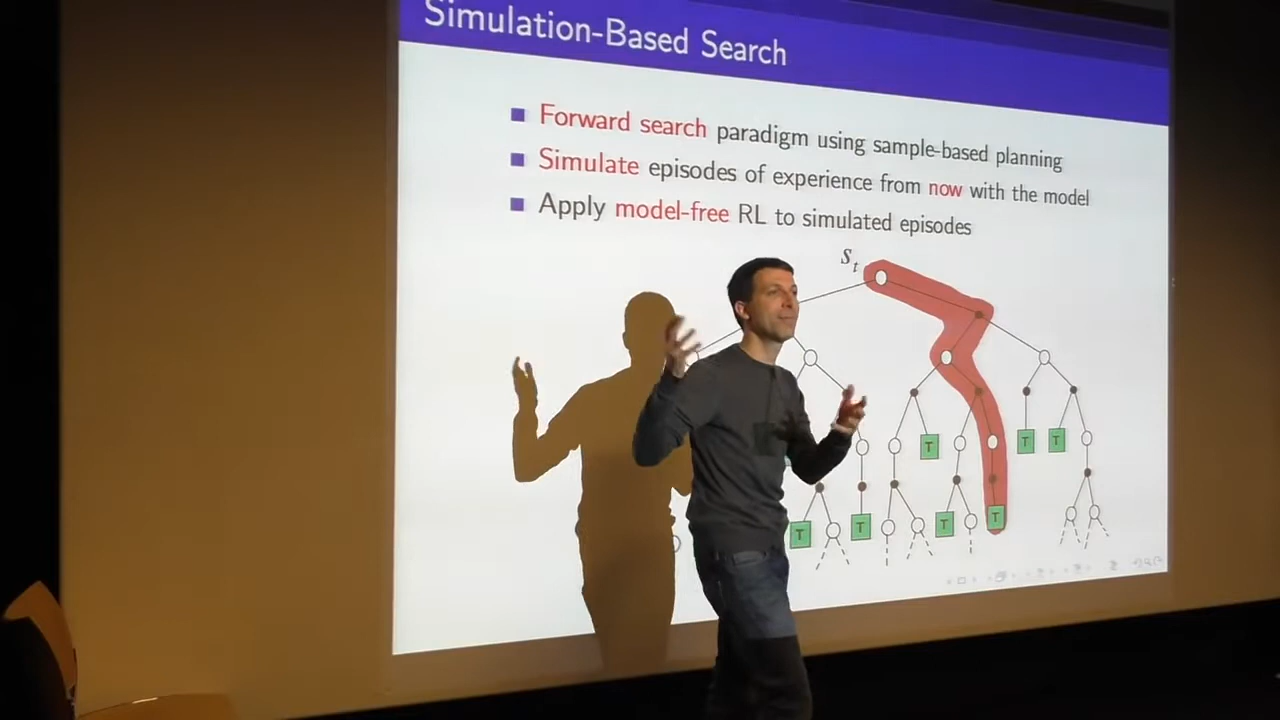 Simulation-Based Search
Forward search paradigm using sample-based planning
Simulate episodes of experience from now with the model
Apply model-free RL to simulated episodes
St
T
T T
T T T T